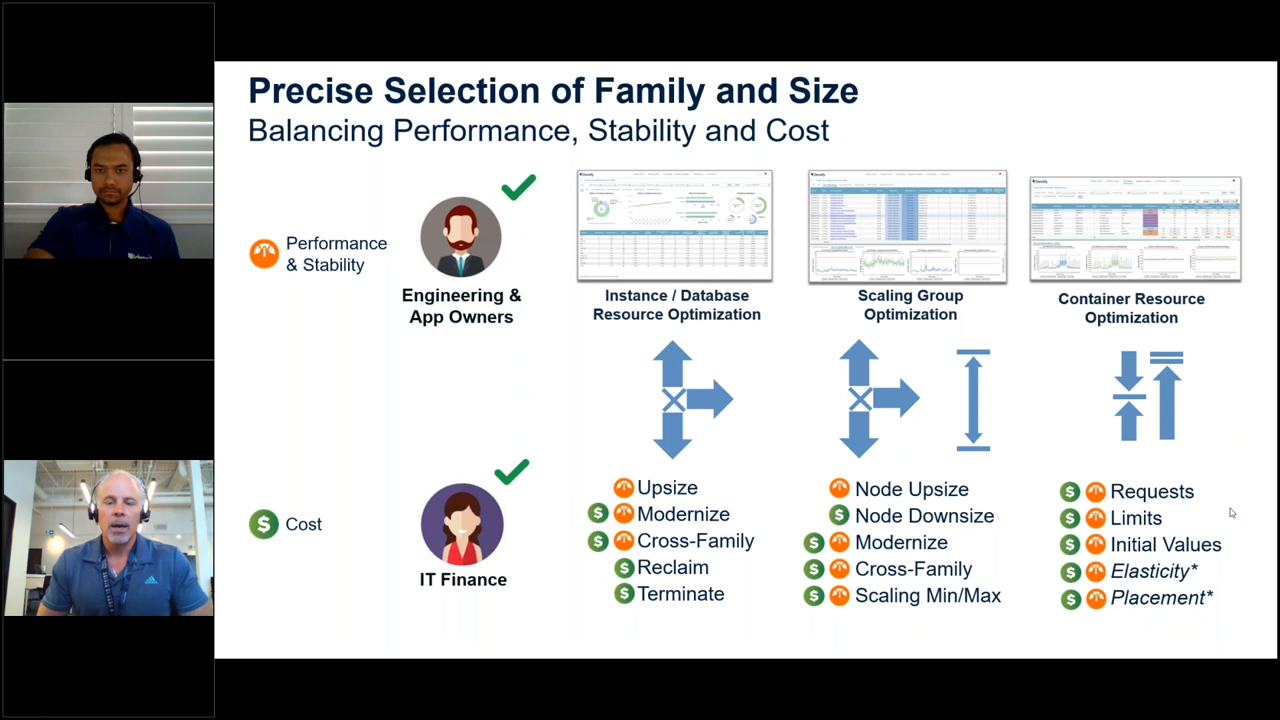 Precise Selection of Family and Size
Balancing Performance, Stability and Cost
Performance
& Stability
Engineering &
App Owners
Instance / Database
Resource Optimization
Scaling Group
Optimization
Container Resource
Optimization
$ Cost
IT Finance
Upsize
$ Modernize
$ Cross-Family
$ Reclaim
$ Terminate
Node Upsize
$ Node Downsize
$ Modernize
$ Cross-Family
$ Scaling Min/Max
$ Requests
$ Limits
$ Initial Values
$ Elasticity*
$ Placement*